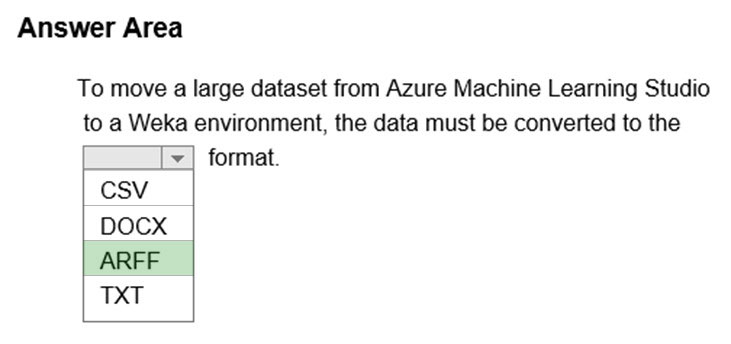 Answer Area
To move a large dataset from Azure Machine Learning Studio
to a Weka environment, the data must be converted to the
format.
CSV
DOCX
ARFF
TXT